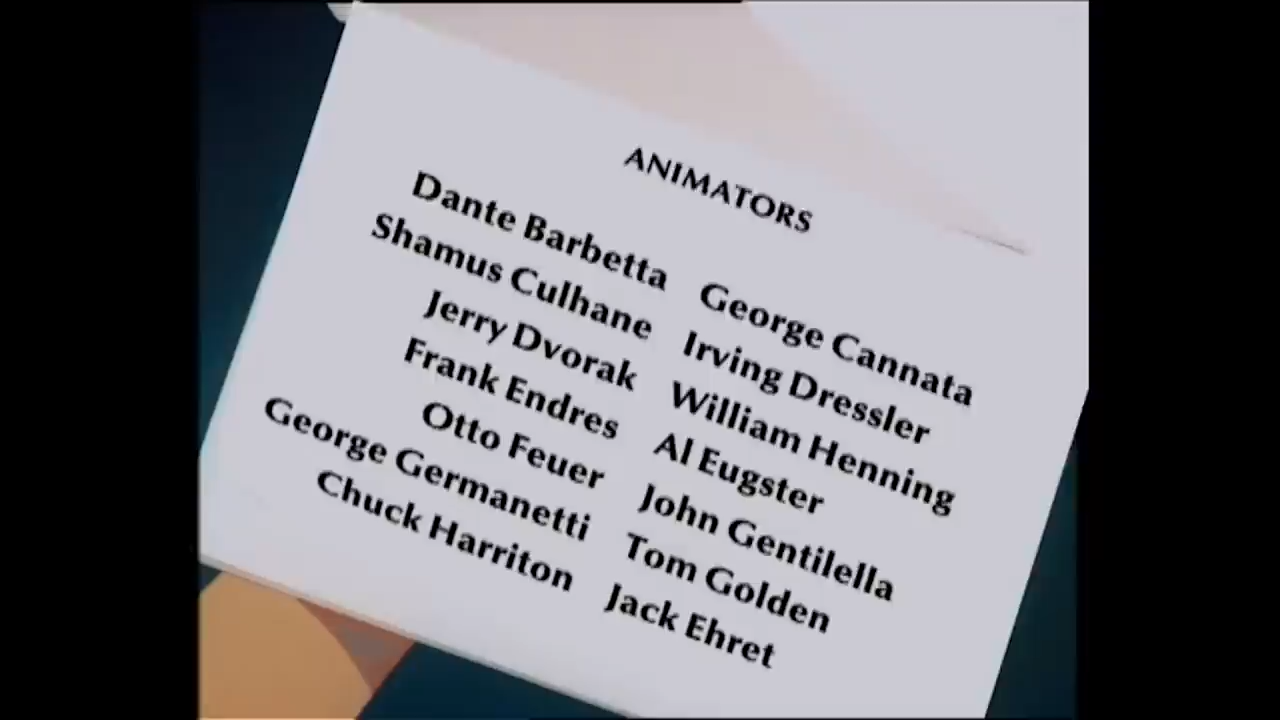 ANIMATORS
Dante Barbetta George Cannata
Shamus Culhane Irving Dressler
Jerry Dvorak William Henning
Frank Endres Al Eugster
Otto Feuer John Gentilella
George Germanetti Tom Golden
Chuck Harriton Jack Ehret